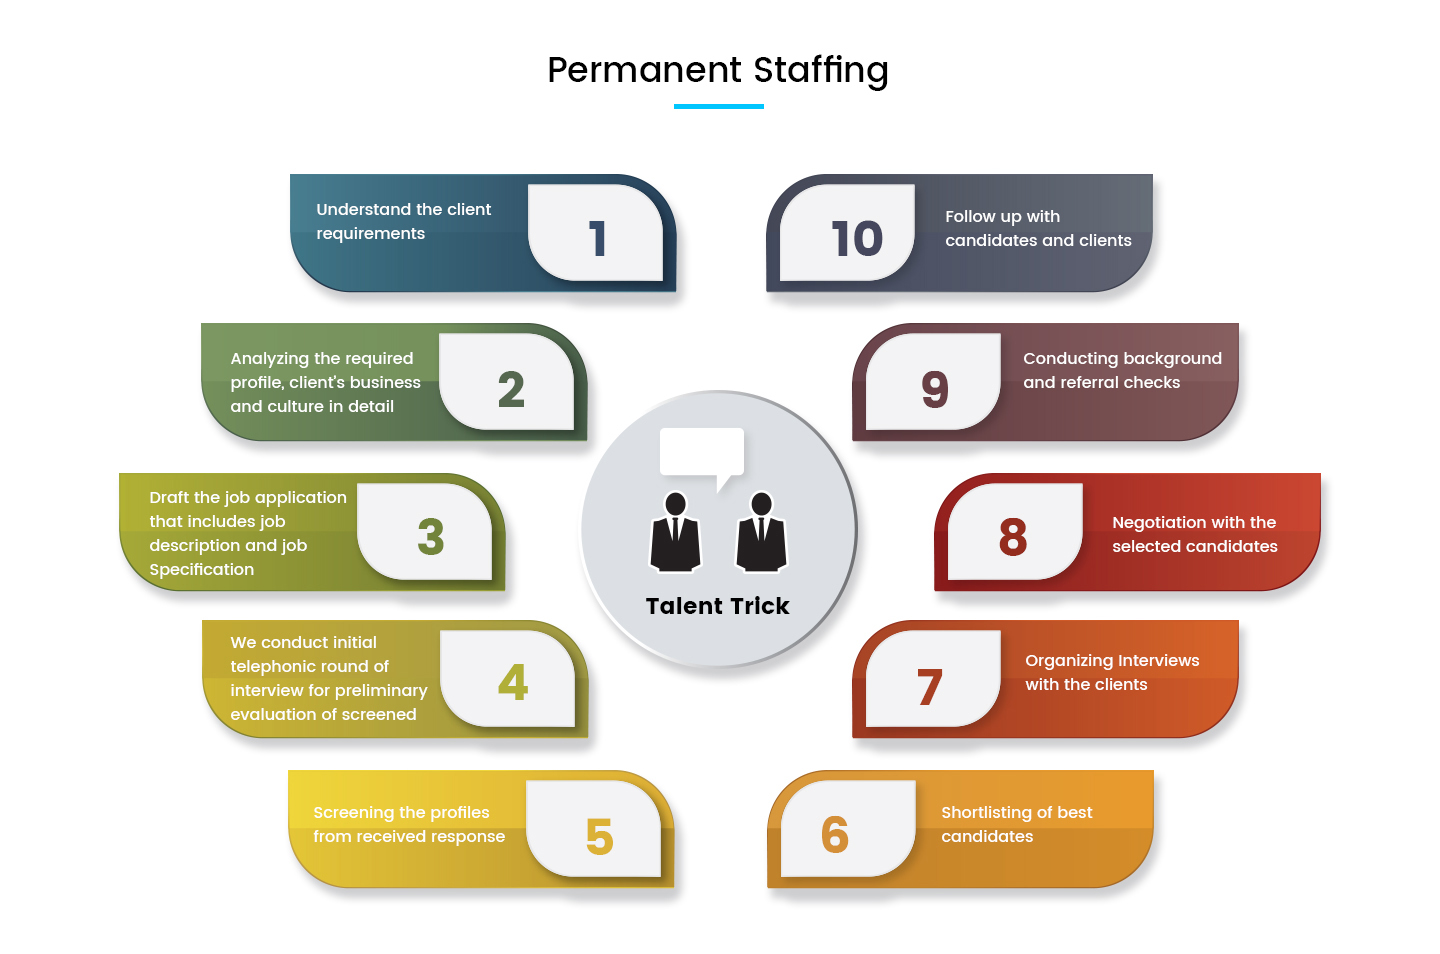 Permanent Staffing
Understand the client
requirements
1
Analyzing the required
profile, client's business
and culture in detail
2
Draft the job application
that includes job
description and job
Specification
3
We conduct initial
telephonic round of
interview for preliminary
evaluation of screened
4
Screening the profiles
from received response
5
Talent Trick
6
Shortlisting of best
candidates
7
Organizing Interviews
with the clients
8
Negotiation with the
selected candidates
9
Conducting background
and referral checks
10
Follow up with
candidates and clients